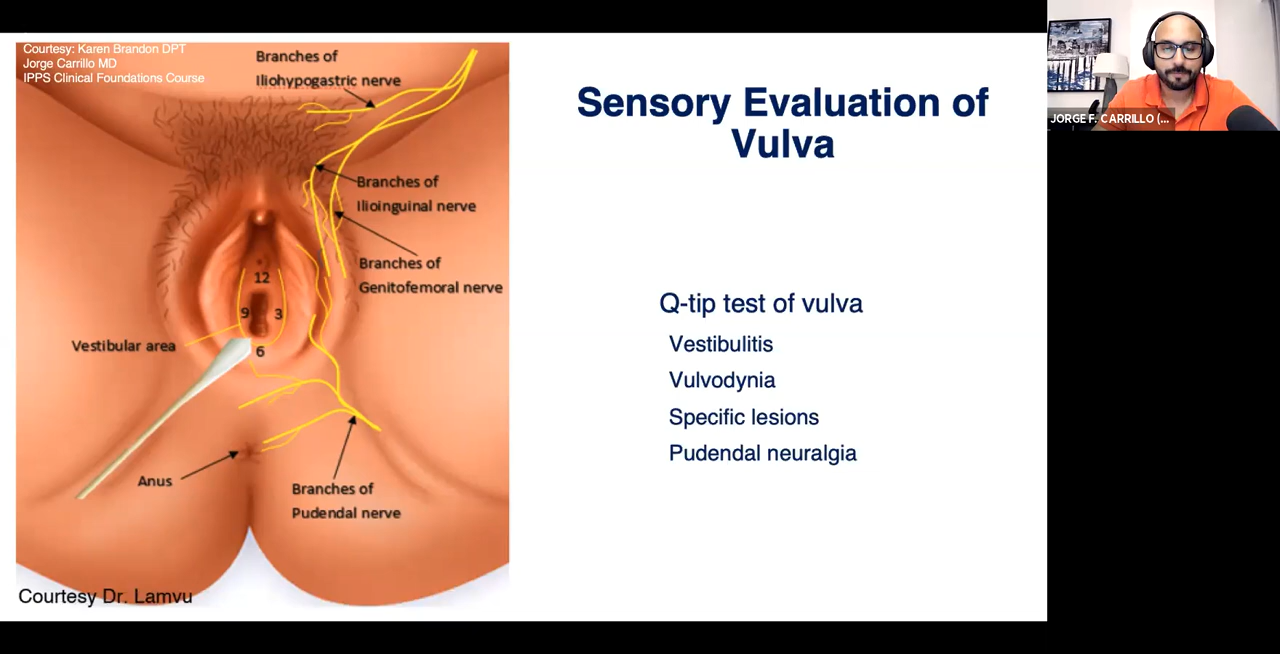 Courtesy: Karen Brandon DPT
Jorge Carrillo MD
IPPS Clinical Foundations Course
Branches of
Iliohypogastric nerve
Branches of
Ilioinguinal nerve
Branches of
Genitofemoral nerve
12
9
3
6
Vestibular area
Anus
Branches of
Pudendal nerve
Courtesy Dr. Lamvu
Sensory Evaluation of
Vulva
Q-tip test of vulva
Vestibulitis
Vulvodynia
Specific lesions
Pudendal neuralgia
JORGE F. CARRILLO (...